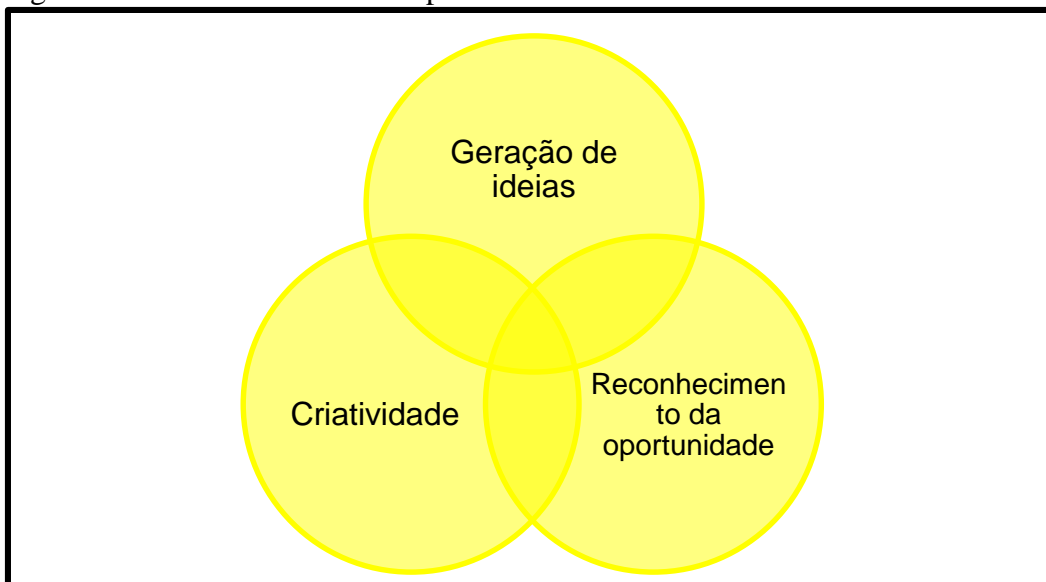 Geração de
ideias
Criatividade
Reconhecimen
to da
oportunidade